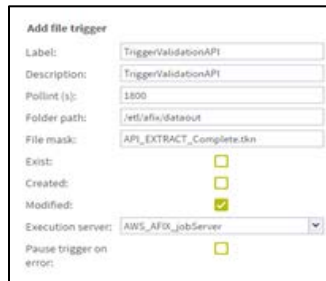 Add file trigger
Label: TriggerValidationAPI
Description: TriggerValidationAPI
Pollint (s): 1800
Folder path: /etl/afix/dataout
File mask: API_EXTRACT_Complete.tkn
Exist:
Created:
Modified:
Execution server: AWS_AFIX_jobServer
Pause trigger on
error: